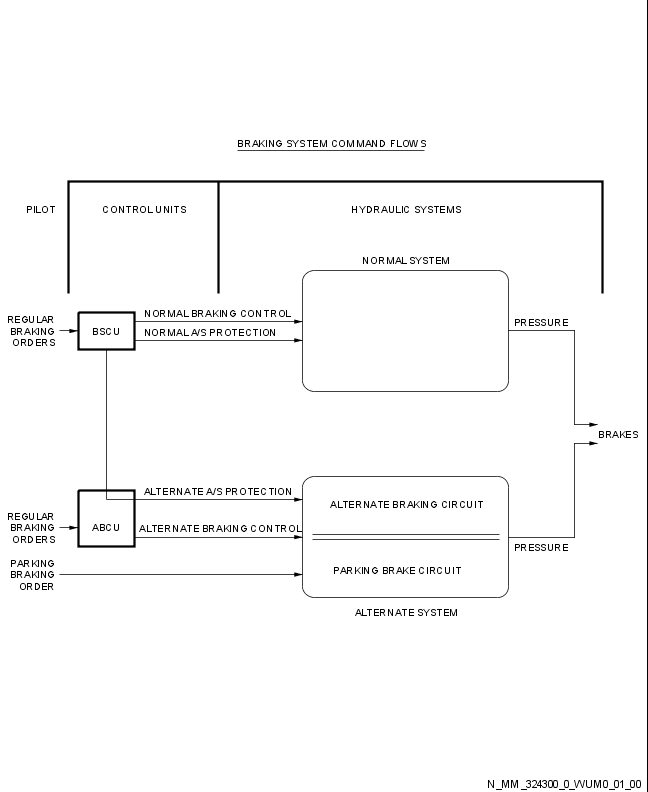 BRAKING SYSTEM COMMAND FLOWS
PILOT
CONTROL UNITS
HYDRAULIC SYSTEMS
NORMAL SYSTEM
REGULAR
BRAKING
ORDERS
BSCU
NORMAL BRAKING CONTROL
NORMAL A/S PROTECTION
PRESSURE
BRAKES
REGULAR
BRAKING
ORDERS
ABCU
ALTERNATE A/S PROTECTION
ALTERNATE BRAKING CONTROL
ALTERNATE BRAKING CIRCUIT
PRESSURE
PARKING
BRAKING
ORDER
PARKING BRAKE CIRCUIT
ALTERNATE SYSTEM
N_MM_324300_0_VVUM0_01_00